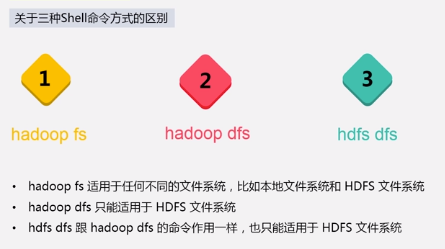 关于三种Shell命令方式的区别
1 2 3
hadoop fs hadoop dfs hdfs dfs
• hadoop fs 适用于任何不同的文件系统，比如本地文件系统和 HDFS 文件系统
• hadoop dfs 只能适用于 HDFS 文件系统
• hdfs dfs 跟 hadoop dfs 的命令作用一样，也只能适用于 HDFS 文件系统